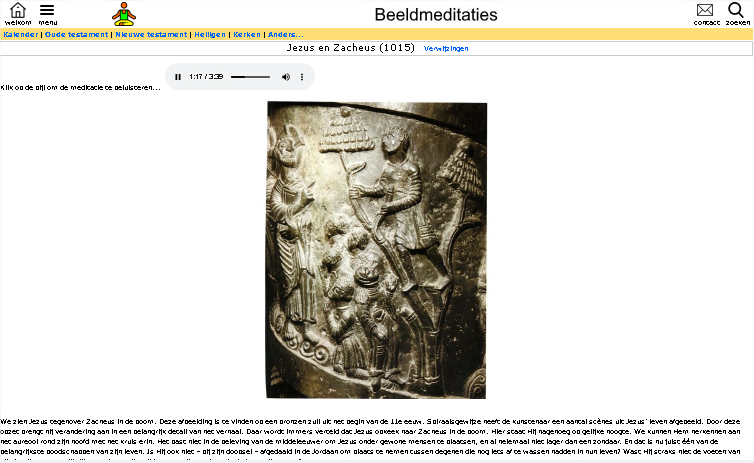 Beeldmeditaties
welkom menu contact zoeken
Kalender | Oude testament | Nieuwe testament | Heiligen | Kerken | Anders...
Jezus en Zacheus (1015) Verwijzingen
Klik op de pijl om de meditatie te beluisteren... 1:17 / 3:39
We zien Jezus tegenover Zacheus in de boom. Deze afbeelding is te vinden op een bronzen zuil uit het begin van de 11e eeuw. Spiraalsgewijze heeft de kunstenaar een aantal scènes uit Jezus' leven afgebeeld. Door deze
opzet brengt hij verandering aan in een belangrijk detail van het verhaal. Daar wordt immers verteld dat Jezus opkeek naar Zacheus in de boom. Hier staat Hij nagenoeg op gelijke hoogte. We kunnen Hem herkennen aan
het aureool rond zijn hoofd met het kruis erin. Het past niet in de beleving van de middeleeuwer om Jezus onder gewone mensen te plaatsen, en al helemaal niet lager dan een zondaar. En dat is nu juist één van de
belangrijkste boodschappen van zijn leven. Is Hij ook niet - bij zijn doopsel - afgedaald in de Jordaan om plaats te nemen tussen degenen die nog iets af te wassen hadden in hun leven? Wast Hij straks niet de voeten van